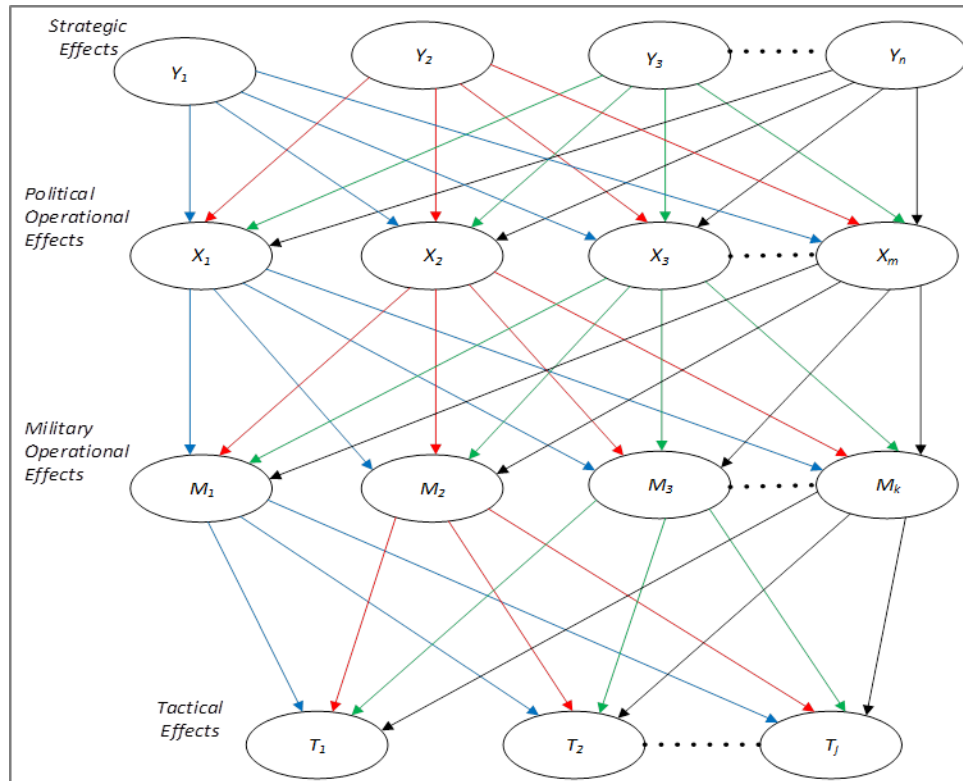 Strategic
Effects
Y1 Y2 Y3 Yn
Political
Operational
Effects
X1 X2 X3 Xm
Military
Operational
Effects
M1 M2 M3 Mk
Tactical
Effects
T1 T2 Tj